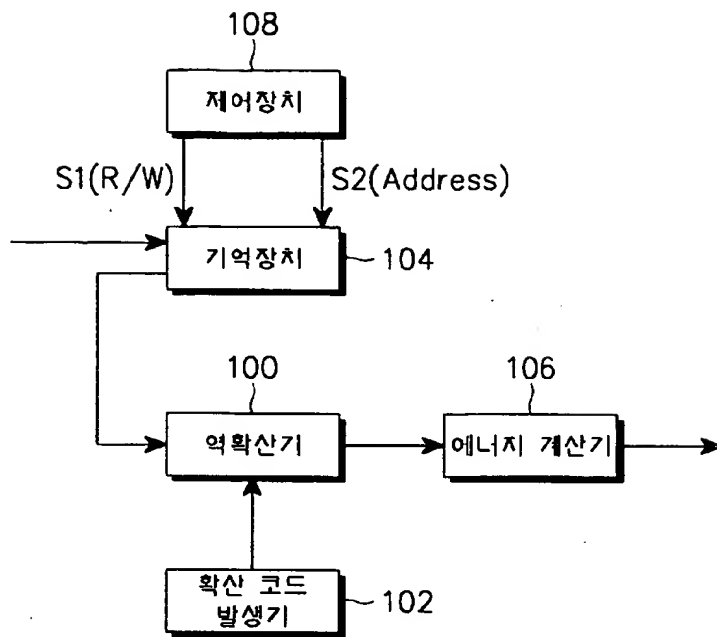 108
제어장치
S1(R/W)
S2(Address)
기억장치
104
100
106
역확산기
에너지 계산기
확산 코드
발생기
102